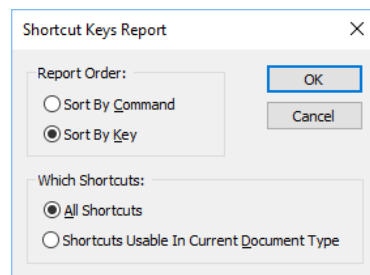 Shortcut Keys Report
Report Order:
Sort By Command
Sort By Key
OK
Cancel
Which Shortcuts:
All Shortcuts
Shortcuts Usable In Current Document Type